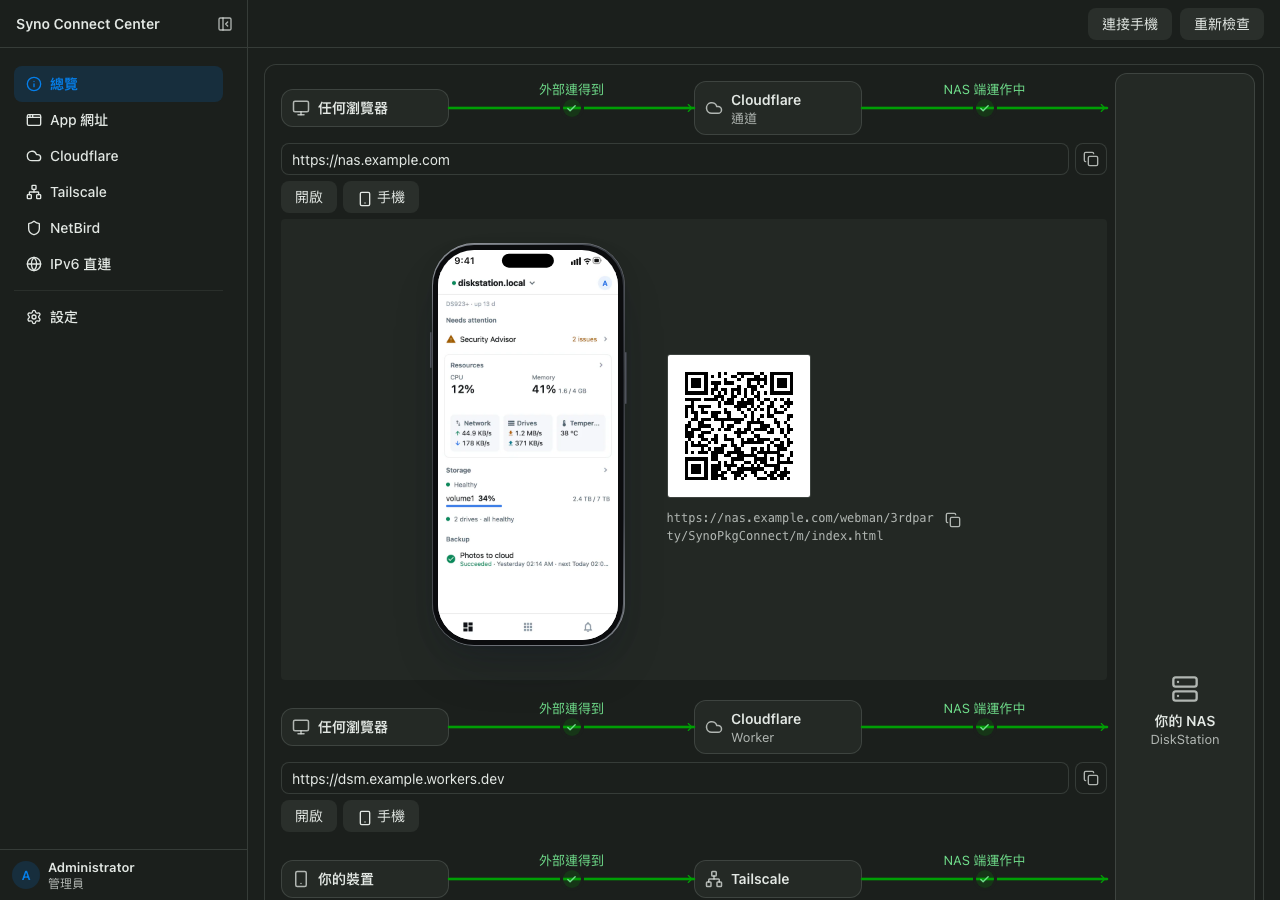 Syno Connect Center
連接手機
重新檢查
總覽
App 網址
Cloudflare
Tailscale
NetBird
IPv6 直連
設定
Administrator
管理員
A
任何瀏覽器
外部連得到
Cloudflare
通道
NAS 端運作中
https://nas.example.com
開啟
手機
9:41
diskstation.local
A
DS923+ · up 13 d
Needs attention
Security Advisor
2 issues
Resources
CPU
Memory
12%
41% 1.6 / 4 GB
Network
Drives
Temper...
44.9 KB/s
1.2 MB/s
38 °C
178 KB/s
371 KB/s
Storage
Healthy
volume1 34%
2.4 TB / 7 TB
2 drives · all healthy
Backup
Photos to cloud
Succeeded · Yesterday 02:14 AM · next Today 02:0...
https://nas.example.com/webman/3rdpar
ty/SynoPkgConnect/m/index.html
任何瀏覽器
外部連得到
Cloudflare
Worker
NAS 端運作中
https://dsm.example.workers.dev
開啟
手機
你的裝置
外部連得到
Tailscale
NAS 端運作中
你的 NAS
DiskStation